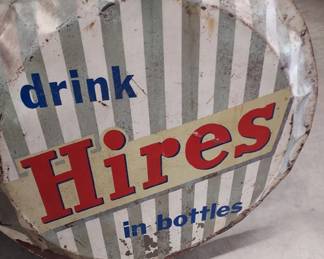 drink
Hires
in bottles